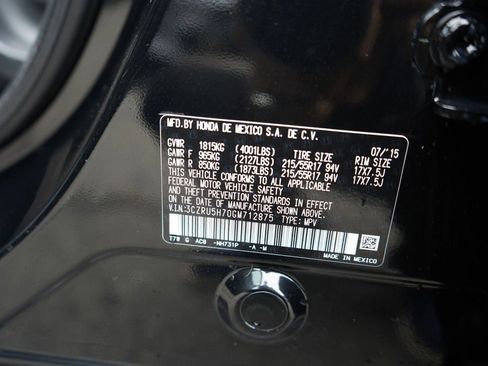 MFD.BY HONDA DE MEXICO S.A. DE C.V.
07/'15
GVWR 1815KG (4001LBS) TIRE SIZE RIM SIZE
GAWR F 965KG (2127LBS) 215/55R17 94V 17X7.5J
GAWR R 850KG (1873LBS) 215/55R17 94V 17X7.5J
THIS VEHICLE CONFORMS TO ALL APPLICABLE
FEDERAL MOTOR VEHICLE SAFETY
AND THEFT PREVENTION STANDARDS IN EFFECT ON THE
DATE OF MANUFACTURE SHOWN ABOVE.
V.I.N:3CZRU5H70GM712875 TYPE: MPV
T7W G AC0 -NH731P -A -M
MADE IN MEXICO